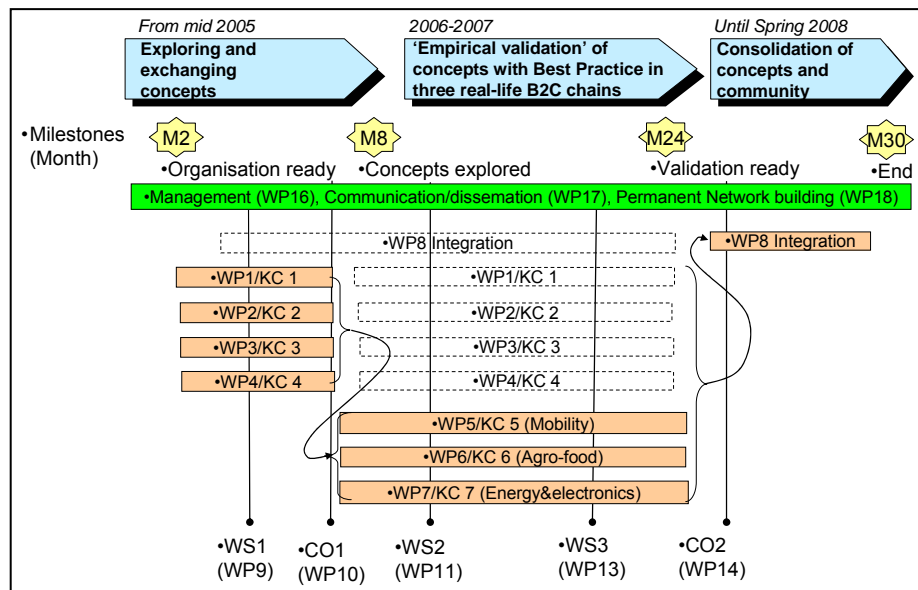 From mid 2005
2006-2007
Until Spring 2008
Exploring and
exchanging
concepts
‘Empirical validation’ of
concepts with Best Practice in
three real-life B2C chains
Consolidation of
concepts and
community
•Milestones
(Month)
M2
M8
M24
M30
•Organisation ready
•Concepts explored
•Validation ready
•End
•Management (WP16), Communication/dissemation (WP17), Permanent Network building (WP18)
•WP8 Integration
•WP8 Integration
•WP1/KC 1
•WP1/KC 1
•WP2/KC 2
•WP2/KC 2
•WP3/KC 3
•WP3/KC 3
•WP4/KC 4
•WP4/KC 4
•WP5/KC 5 (Mobility)
•WP6/KC 6 (Agro-food)
•WP7/KC 7 (Energy&electronics)
•WS1
(WP9)
•CO1
(WP10)
•WS2
(WP11)
•WS3
(WP13)
•CO2
(WP14)